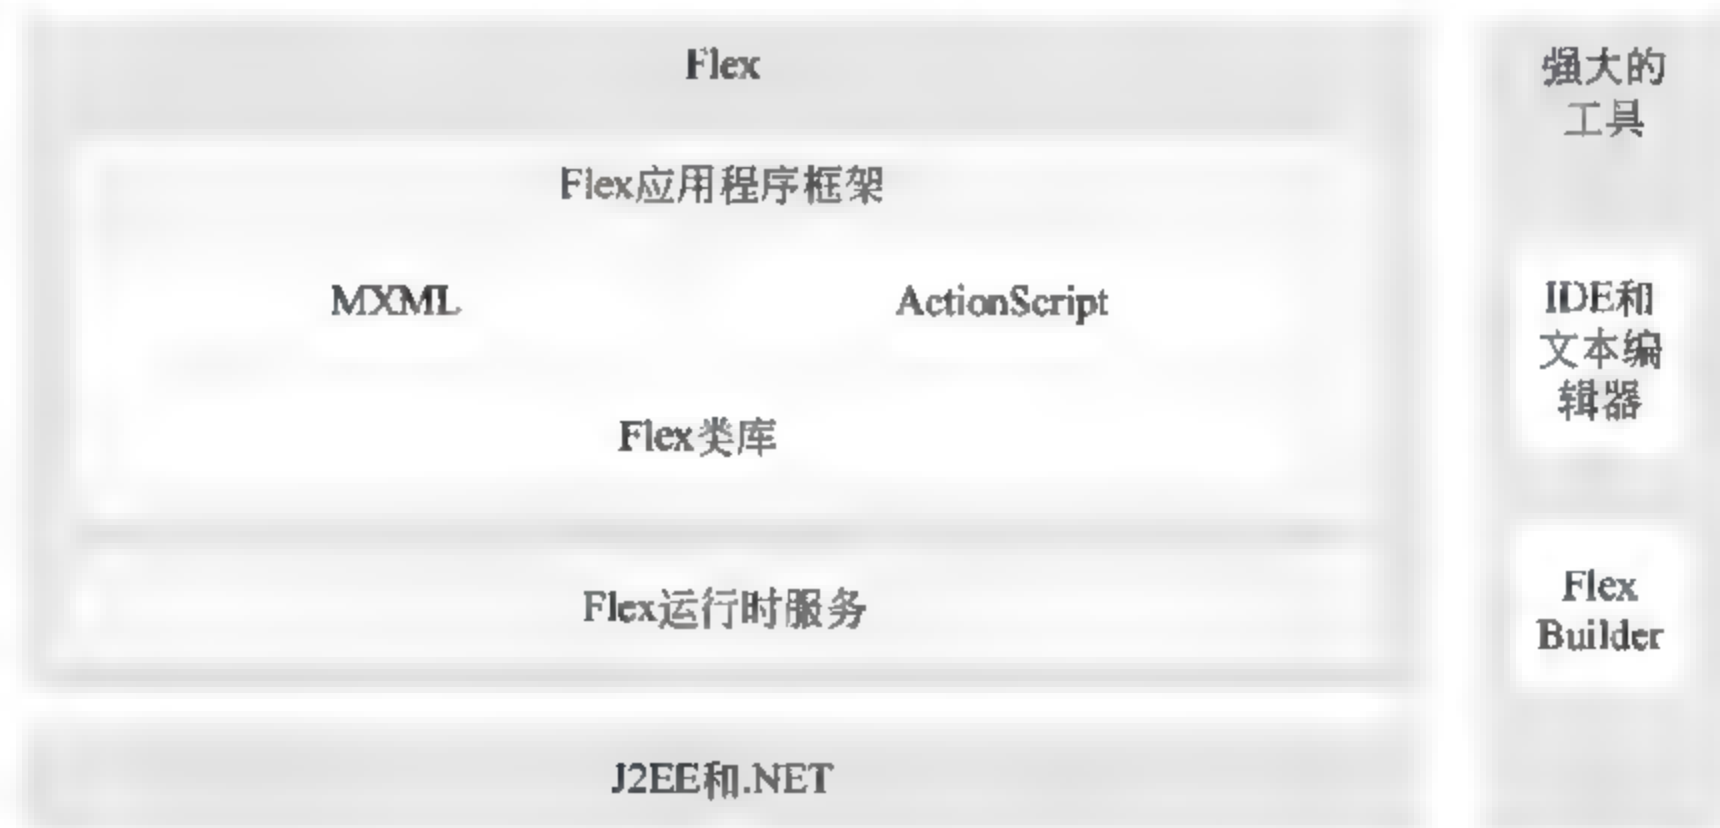 Flex
Flex应用程序框架
MXML
ActionScript
Flex类库
Flex运行时服务
J2EE和.NET
强大的
工具
IDE和
文本编
辑器
Flex
Builder